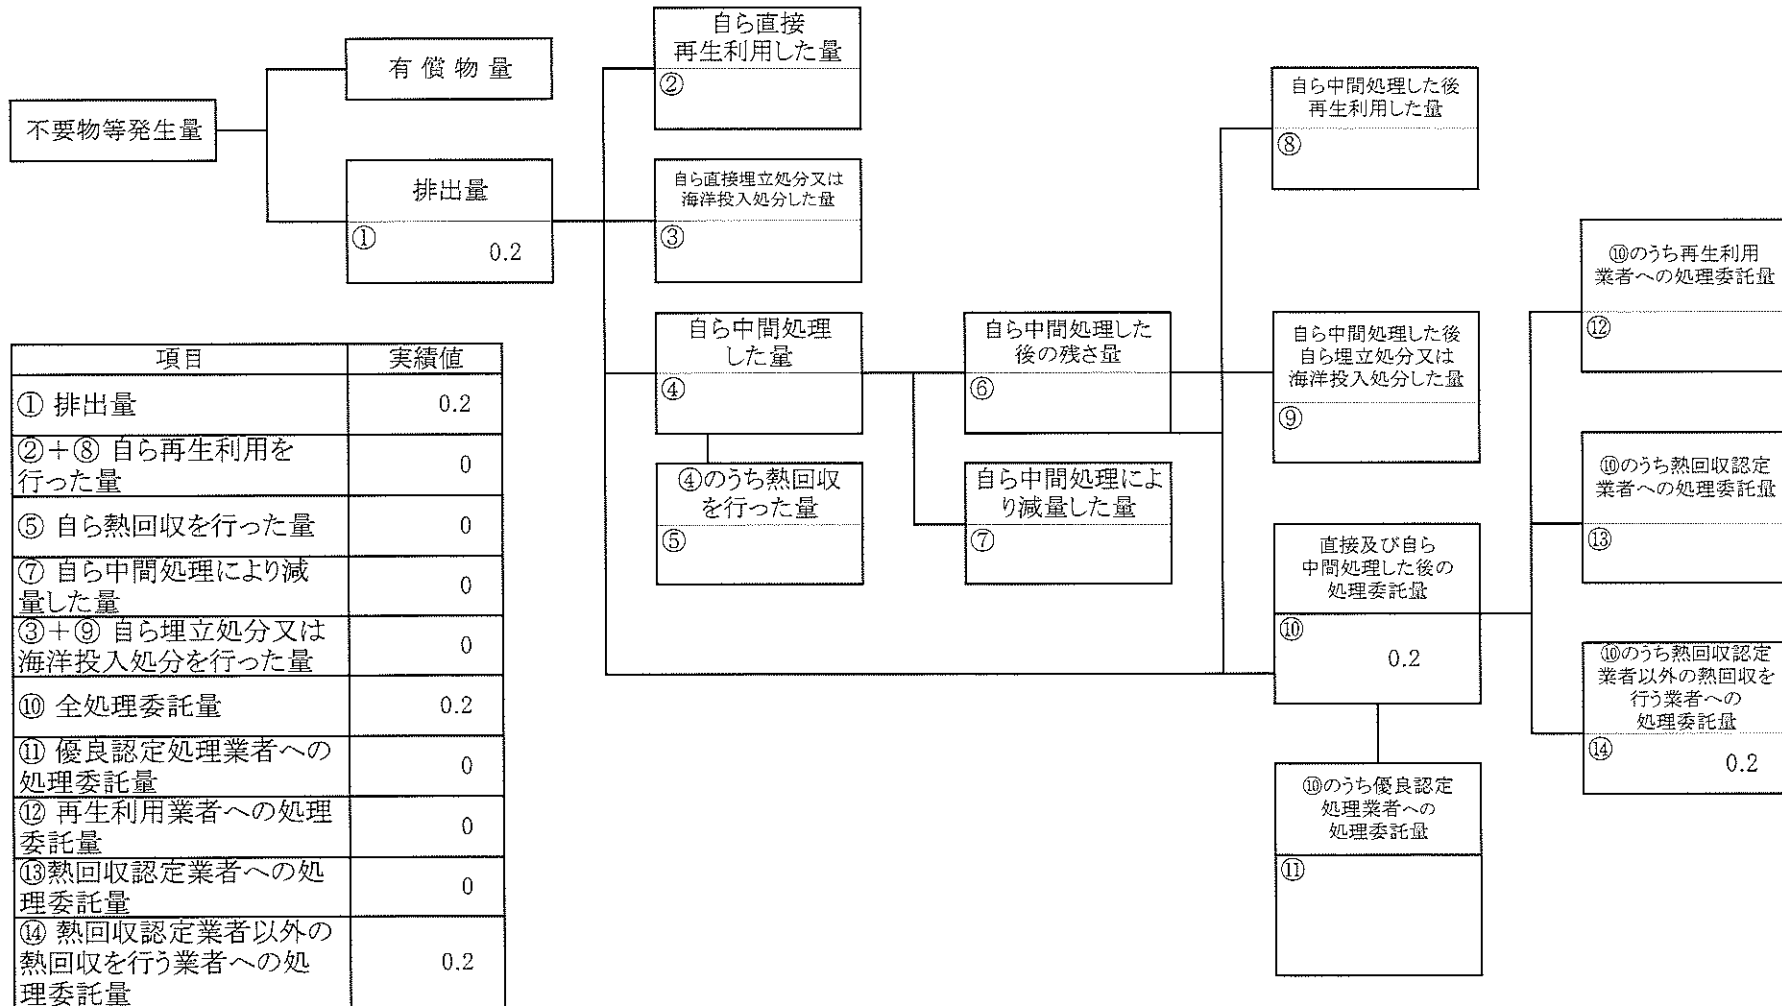 不要物等発生量
有償物量
排出量
①
0.2
自ら直接
再生利用した量
②
自ら直接埋立処分又は
海洋投入処分した量
③
自ら中間処理
した量
④
④のうち熱回収
を行った量
⑤
自ら中間処理した
後の残さ量
⑥
自ら中間処理によ
り減量した量
⑦
自ら中間処理した後
再生利用した量
⑧
自ら中間処理した後
自ら埋立処分又は
海洋投入処分した量
⑨
直接及び自ら
中間処理した後の
処理委託量
⑩
0.2
⑩のうち優良認定
処理業者への
処理委託量
⑪
⑩のうち再生利用
業者への処理委託量
⑫
⑩のうち熱回収認定
業者への処理委託量
⑬
⑩のうち熱回収認定
業者以外の熱回収を
行う業者への
処理委託量
⑭
0.2
項目 実績値
① 排出量 0.2
②+⑧ 自ら再生利用を
行った量 0
⑤ 自ら熱回収を行った量 0
⑦ 自ら中間処理により減
量した量 0
③+⑨ 自ら埋立処分又は
海洋投入処分を行った量 0
⑩ 全処理委託量 0.2
⑪ 優良認定処理業者への
処理委託量 0
⑫ 再生利用業者への処理
委託量 0
⑬熱回収認定業者への処
理委託量 0
⑭ 熱回収認定業者以外の
熱回収を行う業者への処
理委託量 0.2